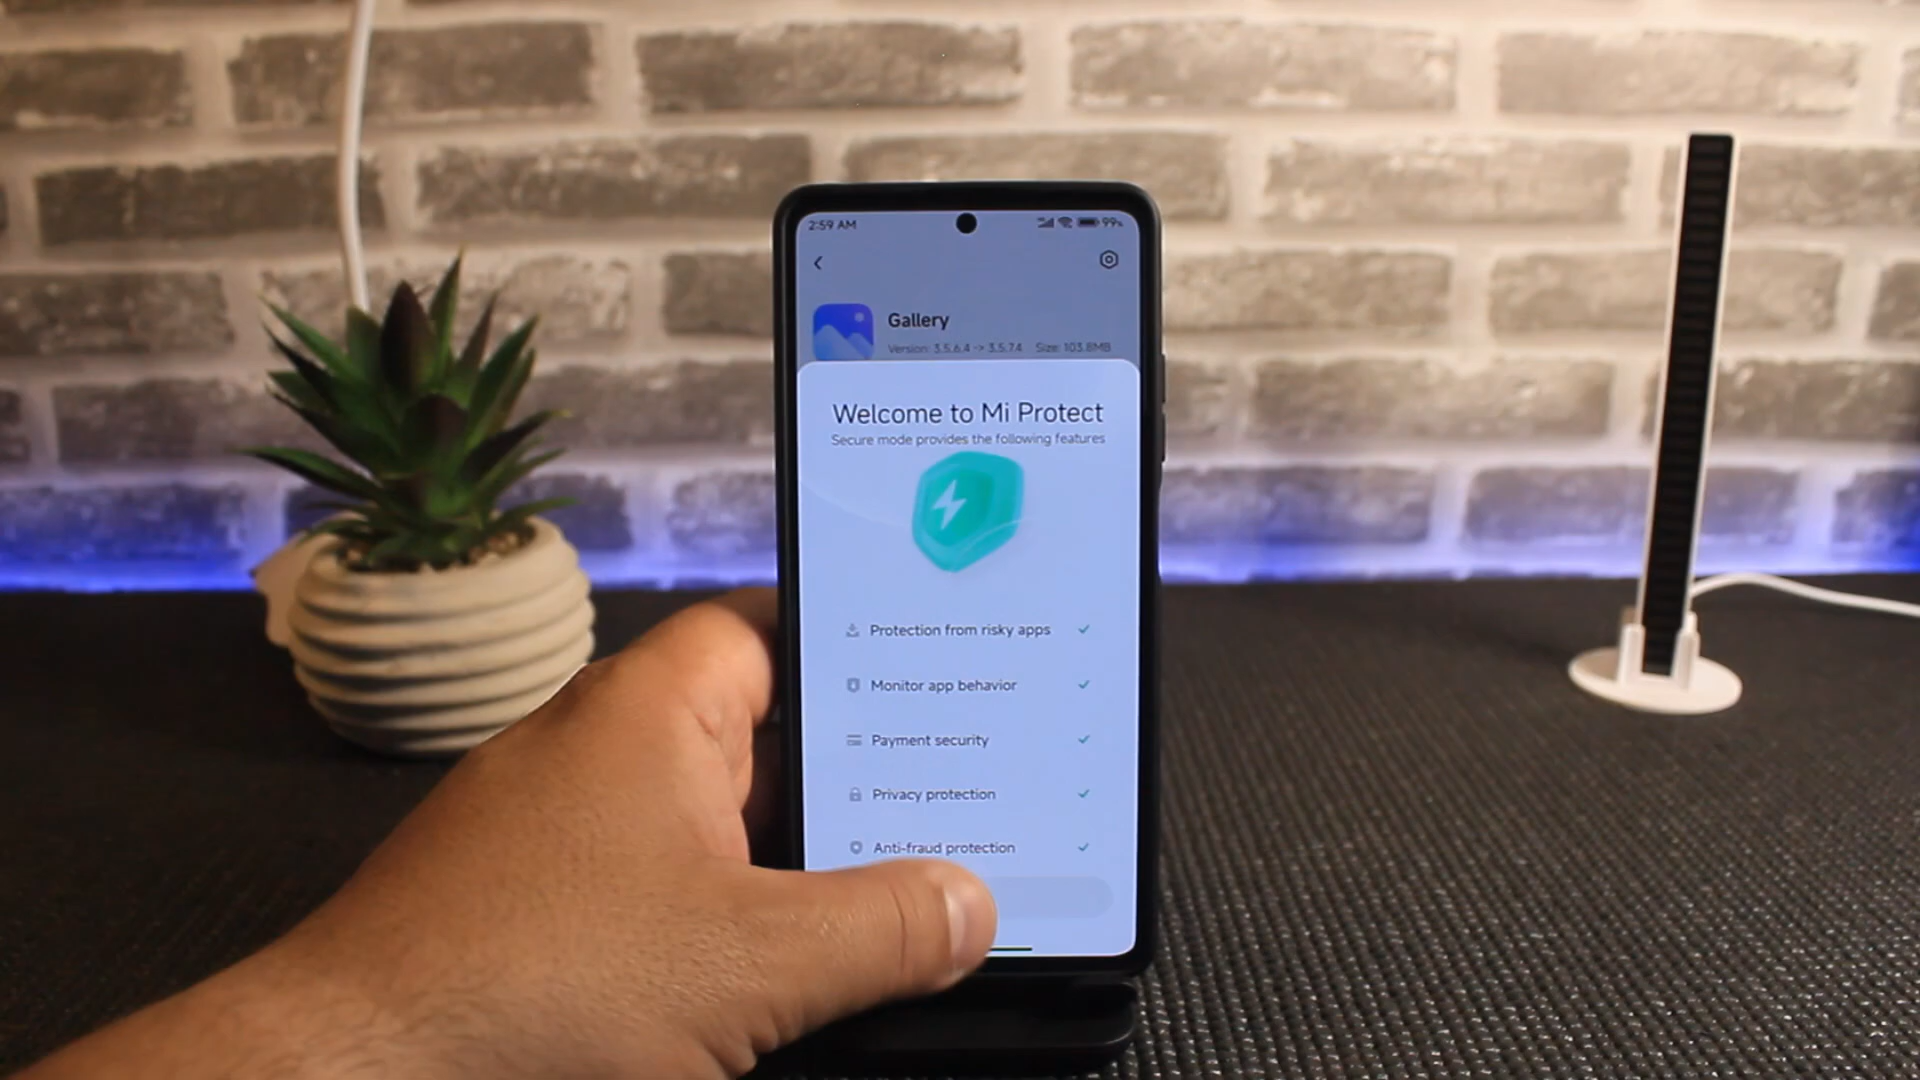 2:59 AM
99%
Gallery
Version: 3.5.6.4 -> 3.5.7.4 Size: 103.8MB
Welcome to Mi Protect
Secure mode provides the following features
Protection from risky apps
Monitor app behavior
Payment security
Privacy protection
Anti-fraud protection